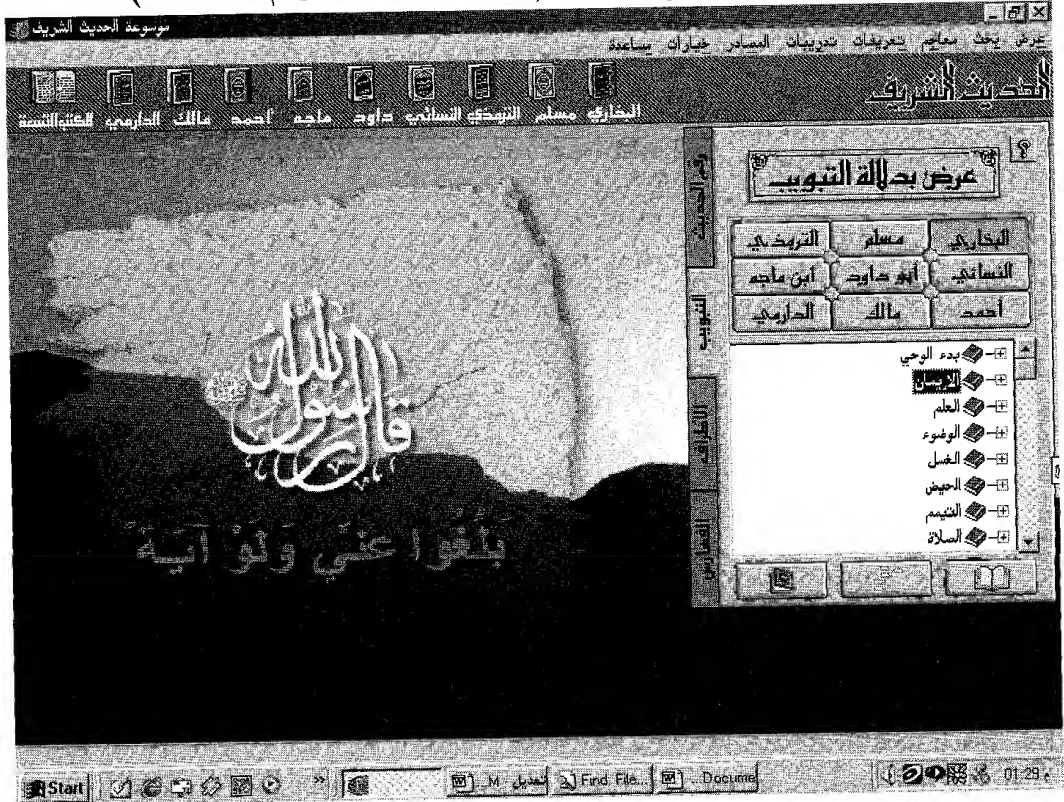 موسوعة الحديث الشريف
عرض بحث معاجم تعريفات تدريبات المصادر خيارات مساعدة
الحديث الشريف
البخاري مسلم الترمذي النسائي داود ماجه أحمد مالك الدارمي الكتب التسعة
رقم الحديث
التبويب
الأطراف
الفهارس
عرض بدلالة التبويب
؟
البخاري مسلم الترمذي
النسائي أبو داود ابن ماجه
أحمد مالك الدارمي
بدء الوحي
الإيمان
العلم
الوضوء
الغسل
الحيض
التيمم
الصلاة
قال رسول الله
بلغوا عني ولو آية
Start » تعديل M.. Find File... Docume... 01:29 م